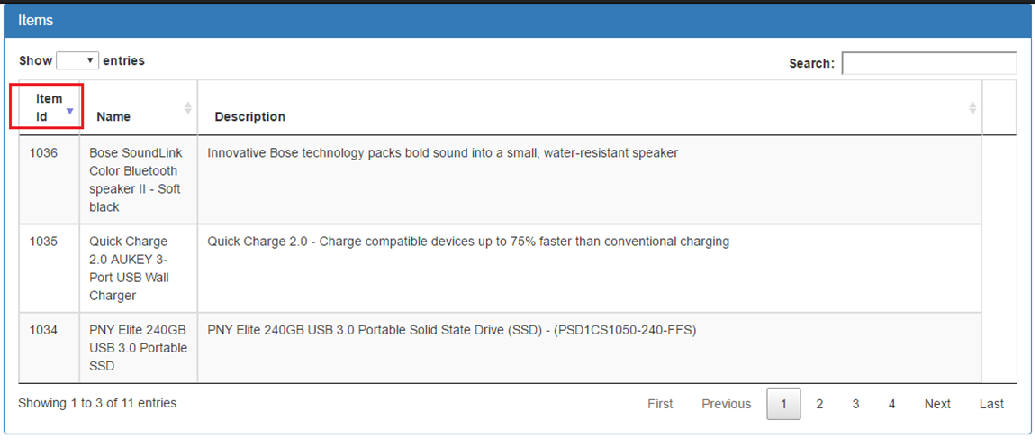 Items
Show entries
Search:
Item
Id
Name
Description
1036
Bose SoundLink
Color Bluetooth
speaker II - Soft
black
Innovative Bose technology packs bold sound into a small, water-resistant speaker
1035
Quick Charge
2.0 AUKEY 3-
Port USB Wall
Charger
Quick Charge 2.0 - Charge compatible devices up to 75% faster than conventional charging
1034
PNY Elite 240GB
USB 3.0 Portable
SSD
PNY Elite 240GB USB 3.0 Portable Solid State Drive (SSD) - (PSD1CS1050-240-FFS)
Showing 1 to 3 of 11 entries
First Previous 1 2 3 4 Next Last